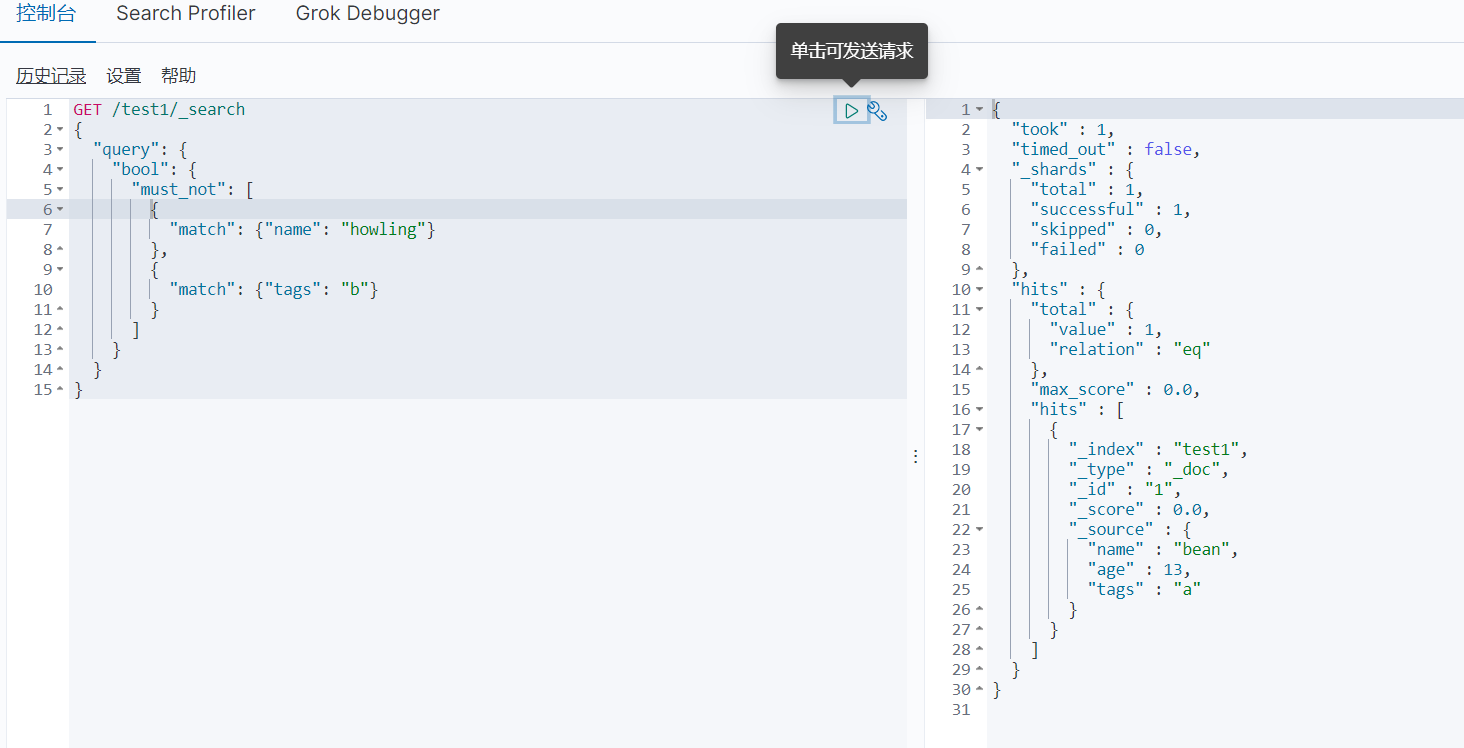 控制台 Search Profiler Grok Debugger
单击可发送请求
历史记录 设置 帮助
1 GET /test1/_search
2 {
3 "query": {
4 "bool": {
5 "must_not": [
6 {
7 "match": {"name": "howling"}
8 },
9 {
10 "match": {"tags": "b"}
11 }
12 ]
13 }
14 }
15 }
1 {
2 "took" : 1,
3 "timed_out" : false,
4 "_shards" : {
5 "total" : 1,
6 "successful" : 1,
7 "skipped" : 0,
8 "failed" : 0
9 },
10 "hits" : {
11 "total" : {
12 "value" : 1,
13 "relation" : "eq"
14 },
15 "max_score" : 0.0,
16 "hits" : [
17 {
18 "_index" : "test1",
19 "_type" : "_doc",
20 "_id" : "1",
21 "_score" : 0.0,
22 "_source" : {
23 "name" : "bean",
24 "age" : 13,
25 "tags" : "a"
26 }
27 }
28 ]
29 }
30 }
31